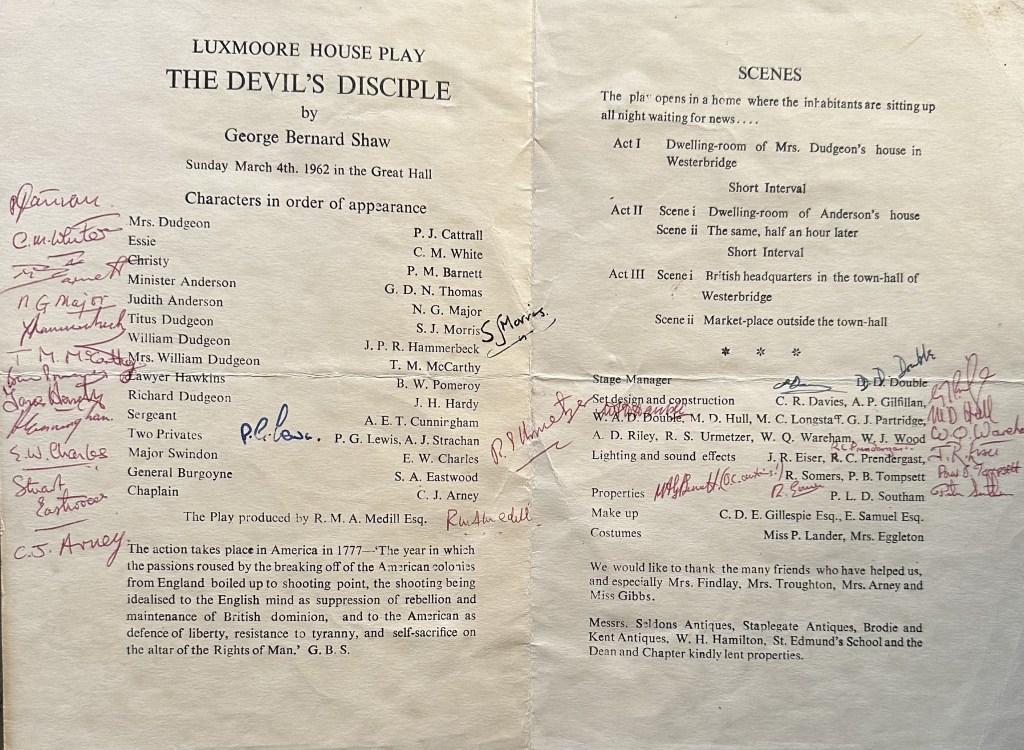 LUXMOORE HOUSE PLAY
THE DEVIL'S DISCIPLE
by
George Bernard Shaw
Sunday March 4th. 1962 in the Great Hall
Characters in order of appearance
Mrs. Dudgeon P. J. Cattrall
C.M. White Essie C. M. White
Christy P. M. Barnett
Barnett Minister Anderson G. D. N. Thomas
N G Major Judith Anderson N. G. Major
Hammerbeck Titus Dudgeon S. J. Morris S J Morris.
William Dudgeon J. P. R. Hammerbeck
T M. McCarthy Mrs. William Dudgeon T. M. McCarthy
Lawyer Hawkins B. W. Pomeroy
Richard Dudgeon J. H. Hardy
Cunningham. Sergeant A. E. T. Cunningham
Two Privates P.G. Lewis. P. G. Lewis, A. J. Strachan
E.W. Charles Major Swindon E. W. Charles
Stuart Eastwood General Burgoyne S. A. Eastwood
Chaplain C. J. Arney
The Play produced by R. M. A. Medill Esq. R M A Medill
C. J. Arney
The action takes place in America in 1777—'The year in which
the passions roused by the breaking off of the American colonies
from England boiled up to shooting point, the shooting being
idealised to the English mind as suppression of rebellion and
maintenance of British dominion, and to the American as
defence of liberty, resistance to tyranny, and self-sacrifice on
the altar of the Rights of Man.' G. B. S.
SCENES
The play opens in a home where the inhabitants are sitting up
all night waiting for news....
Act I Dwelling-room of Mrs. Dudgeon's house in
Westerbridge
Short Interval
Act II Scene i Dwelling-room of Anderson's house
Scene ii The same, half an hour later
Short Interval
Act III Scene i British headquarters in the town-hall of
Westerbridge
Scene ii Market-place outside the town-hall
* * *
Stage Manager D. D. Double D. Double
Set design and construction C. R. Davies, A. P. Gilfillan,
W. A. D. Double, M. D. Hull, M. C. Longstaff. G. J. Partridge, M D Hull
A. D. Riley, R. S. Urmetzer, W. Q. Wareham, W. J. Wood W. Q. Wareham
R S Urmetzer
R. C. Prendergast
Lighting and sound effects J. R. Eiser, R. C. Prendergast, J. R. Eiser
R. Somers, P. B. Tompsett Paul B. Tompsett
Properties P. L. D. Southam
Make up C. D. E. Gillespie Esq., E. Samuel Esq.
Costumes Miss P. Lander, Mrs. Eggleton
We would like to thank the many friends who have helped us,
and especially Mrs. Findlay, Mrs. Troughton, Mrs. Arney and
Miss Gibbs.
Messrs. Seldons Antiques, Staplegate Antiques, Brodie and
Kent Antiques, W. H. Hamilton, St. Edmund's School and the
Dean and Chapter kindly lent properties.